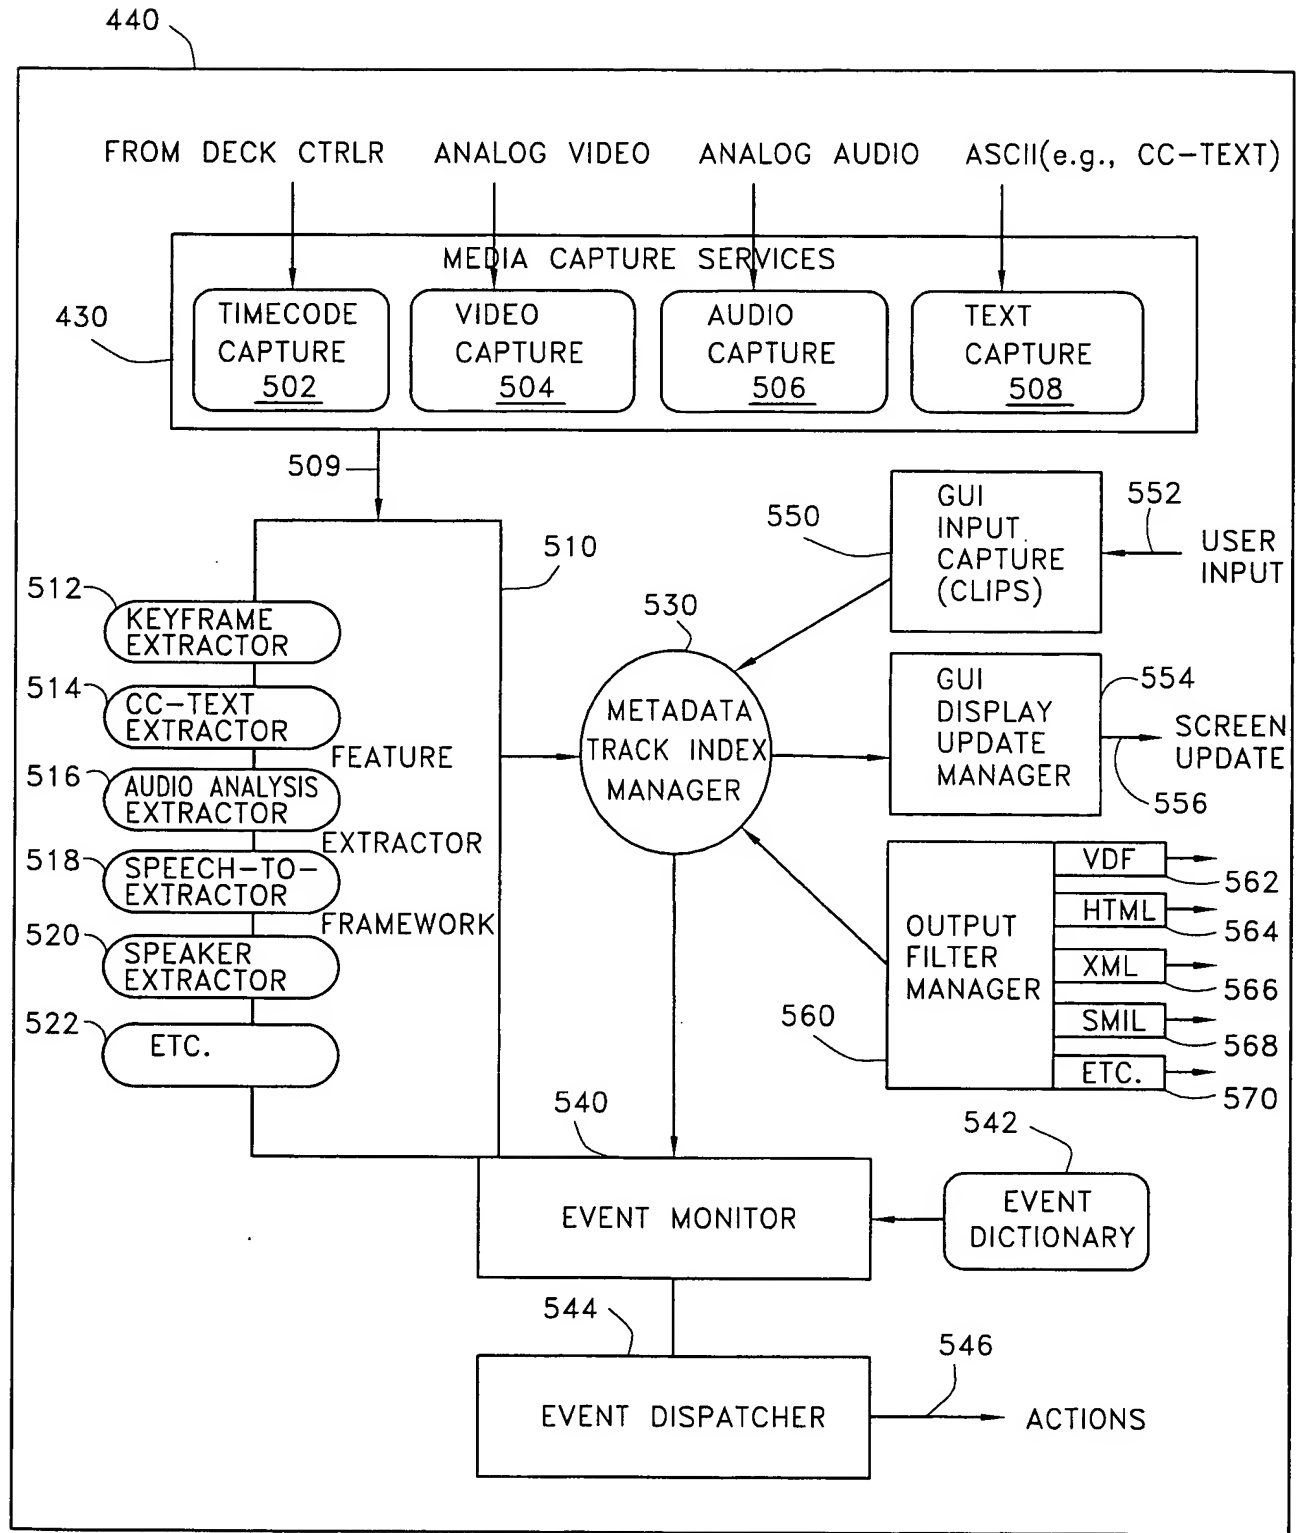 440
FROM DECK CTRLR ANALOG VIDEO ANALOG AUDIO ASCII(e.g., CC-TEXT)
MEDIA CAPTURE SERVICES
430
TIMECODE
CAPTURE
502
VIDEO
CAPTURE
504
AUDIO
CAPTURE
506
TEXT
CAPTURE
508
509
510
512
KEYFRAME
EXTRACTOR
514
CC-TEXT
EXTRACTOR
516
AUDIO ANALYSIS
EXTRACTOR
518
SPEECH-TO-
EXTRACTOR
520
SPEAKER
EXTRACTOR
522
ETC.
FEATURE
EXTRACTOR
FRAMEWORK
530
METADATA
TRACK INDEX
MANAGER
550
GUI
INPUT
CAPTURE
(CLIPS)
552
USER
INPUT
GUI
DISPLAY
UPDATE
MANAGER
554
SCREEN
UPDATE
556
OUTPUT
FILTER
MANAGER
560
VDF
562
HTML
564
XML
566
SMIL
568
ETC.
570
540
EVENT MONITOR
542
EVENT
DICTIONARY
544
EVENT DISPATCHER
546
ACTIONS